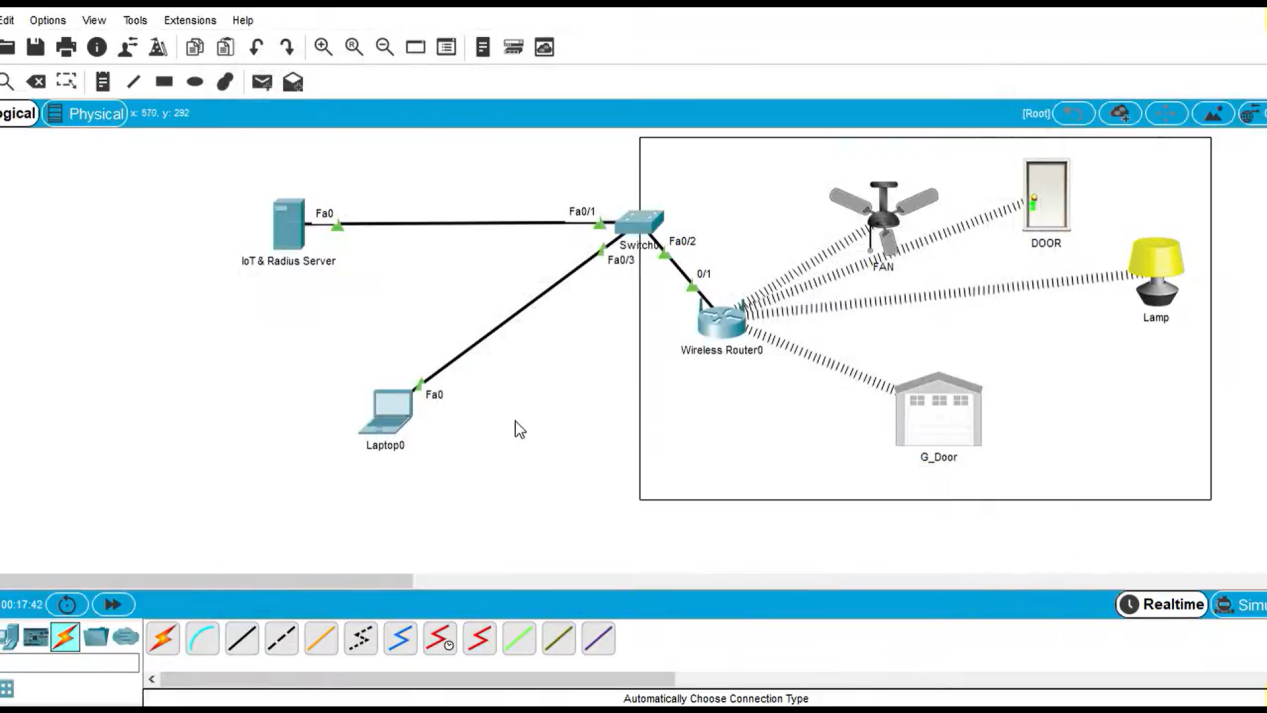 Edit Options View Tools Extensions Help
ogical Physical x: 570, y: 292 [Root]
DOOR
FAN
Lamp
Fa0
Fa0/1
IoT & Radius Server
Switch0
Fa0/2
Fa0/3
0/1
Wireless Router0
Fa0
Laptop0
G_Door
00:17:42 Realtime Simu
Automatically Choose Connection Type